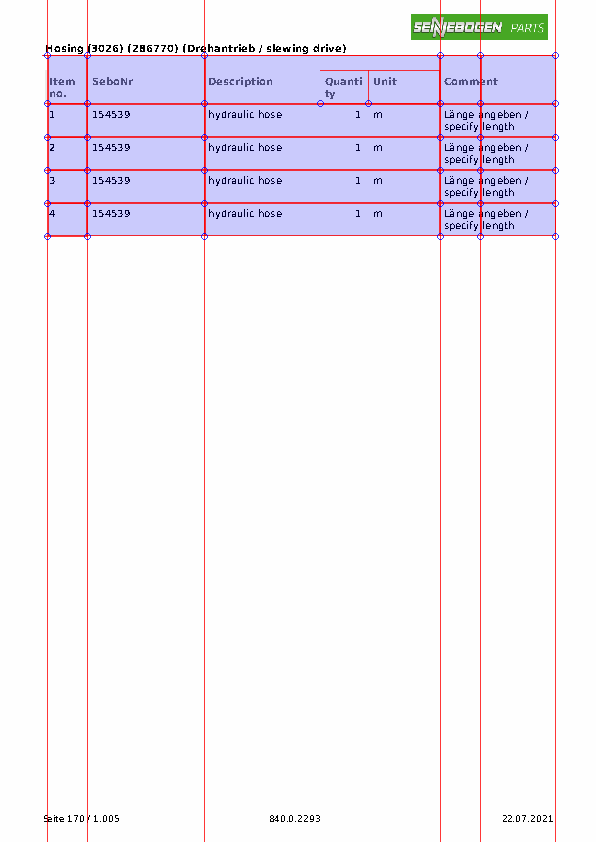 SENNEBOGEN PARTS
Hosing (3026) (286770) (Drehantrieb / slewing drive)
Item no. SeboNr Description Quantity Unit Comment
1 154539 hydraulic hose 1 m Länge angeben /
specify length
2 154539 hydraulic hose 1 m Länge angeben /
specify length
3 154539 hydraulic hose 1 m Länge angeben /
specify length
4 154539 hydraulic hose 1 m Länge angeben /
specify length
Seite 170 / 1.005 840.0.2293 22.07.2021